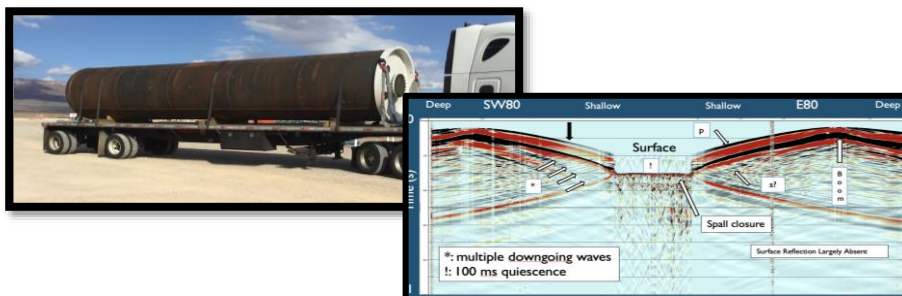 Deep SW80 Shallow Shallow E80 Deep
0
P
Surface
!
*
s?
B
o
o
m
Time (s)
Spall closure
*: multiple downgoing waves
!: 100 ms quiescence
Surface Reflection Largely Absent